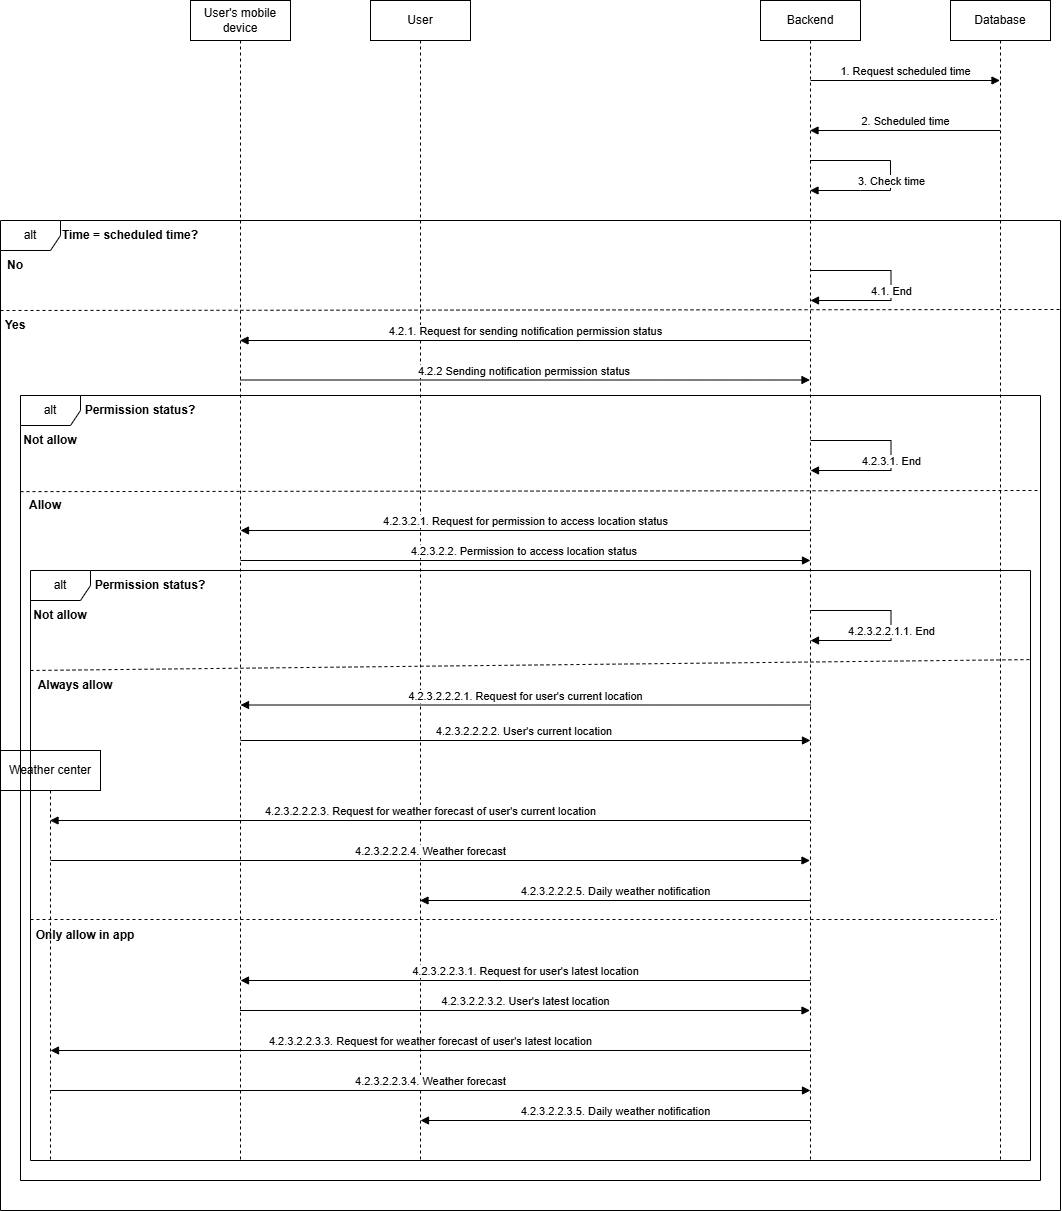 User's mobile
device
User
Backend
Database
1. Request scheduled time
2. Scheduled time
3. Check time
alt
Time = scheduled time?
No
4.1. End
Yes
4.2.1. Request for sending notification permission status
4.2.2 Sending notification permission status
alt
Permission status?
Not allow
4.2.3.1. End
Allow
4.2.3.2.1. Request for permission to access location status
4.2.3.2.2. Permission to access location status
alt
Permission status?
Not allow
4.2.3.2.2.1.1. End
Always allow
4.2.3.2.2.2.1. Request for user's current location
4.2.3.2.2.2.2. User's current location
Weather center
4.2.3.2.2.2.3. Request for weather forecast of user's current location
4.2.3.2.2.2.4. Weather forecast
4.2.3.2.2.2.5. Daily weather notification
Only allow in app
4.2.3.2.2.3.1. Request for user's latest location
4.2.3.2.2.3.2. User's latest location
4.2.3.2.2.3.3. Request for weather forecast of user's latest location
4.2.3.2.2.3.4. Weather forecast
4.2.3.2.2.3.5. Daily weather notification